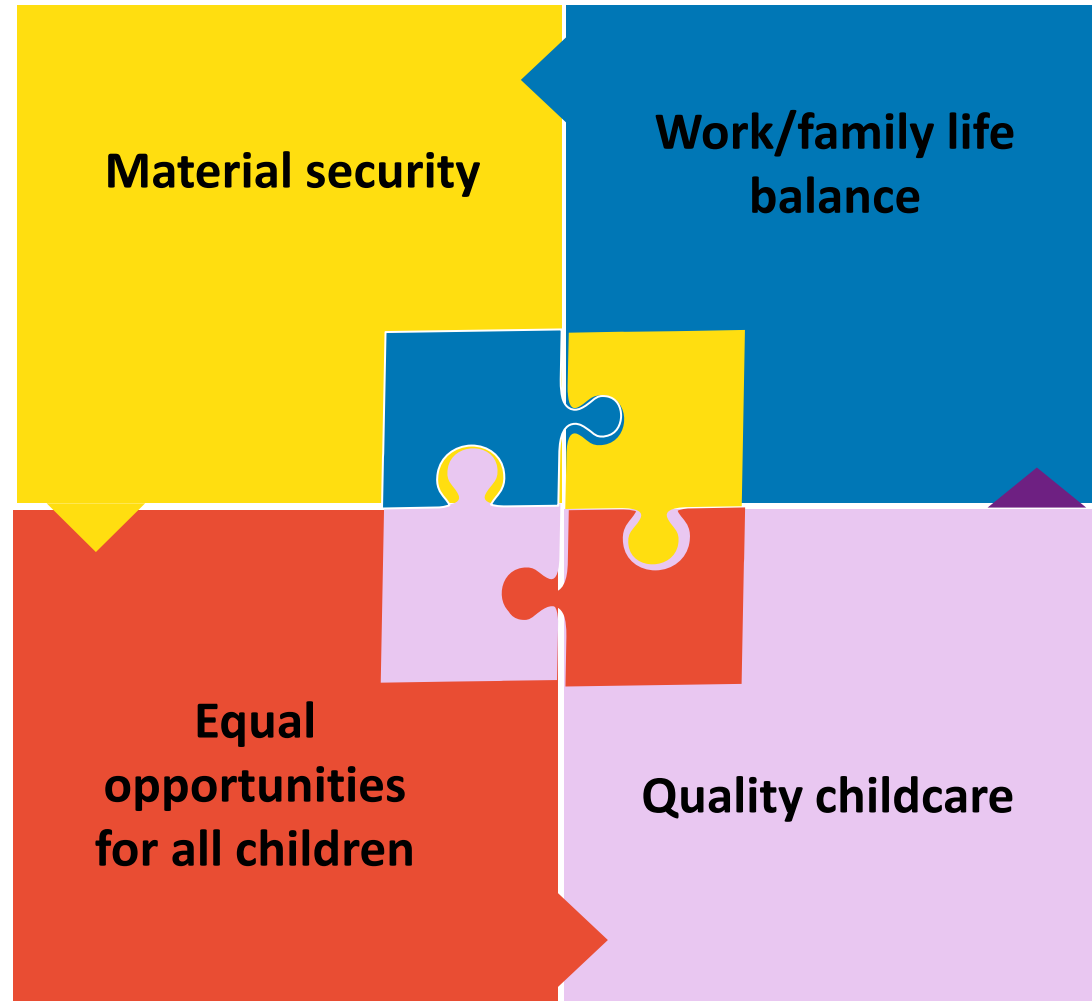 Material security
Work/family life
balance
Equal
opportunities
for all children
Quality childcare